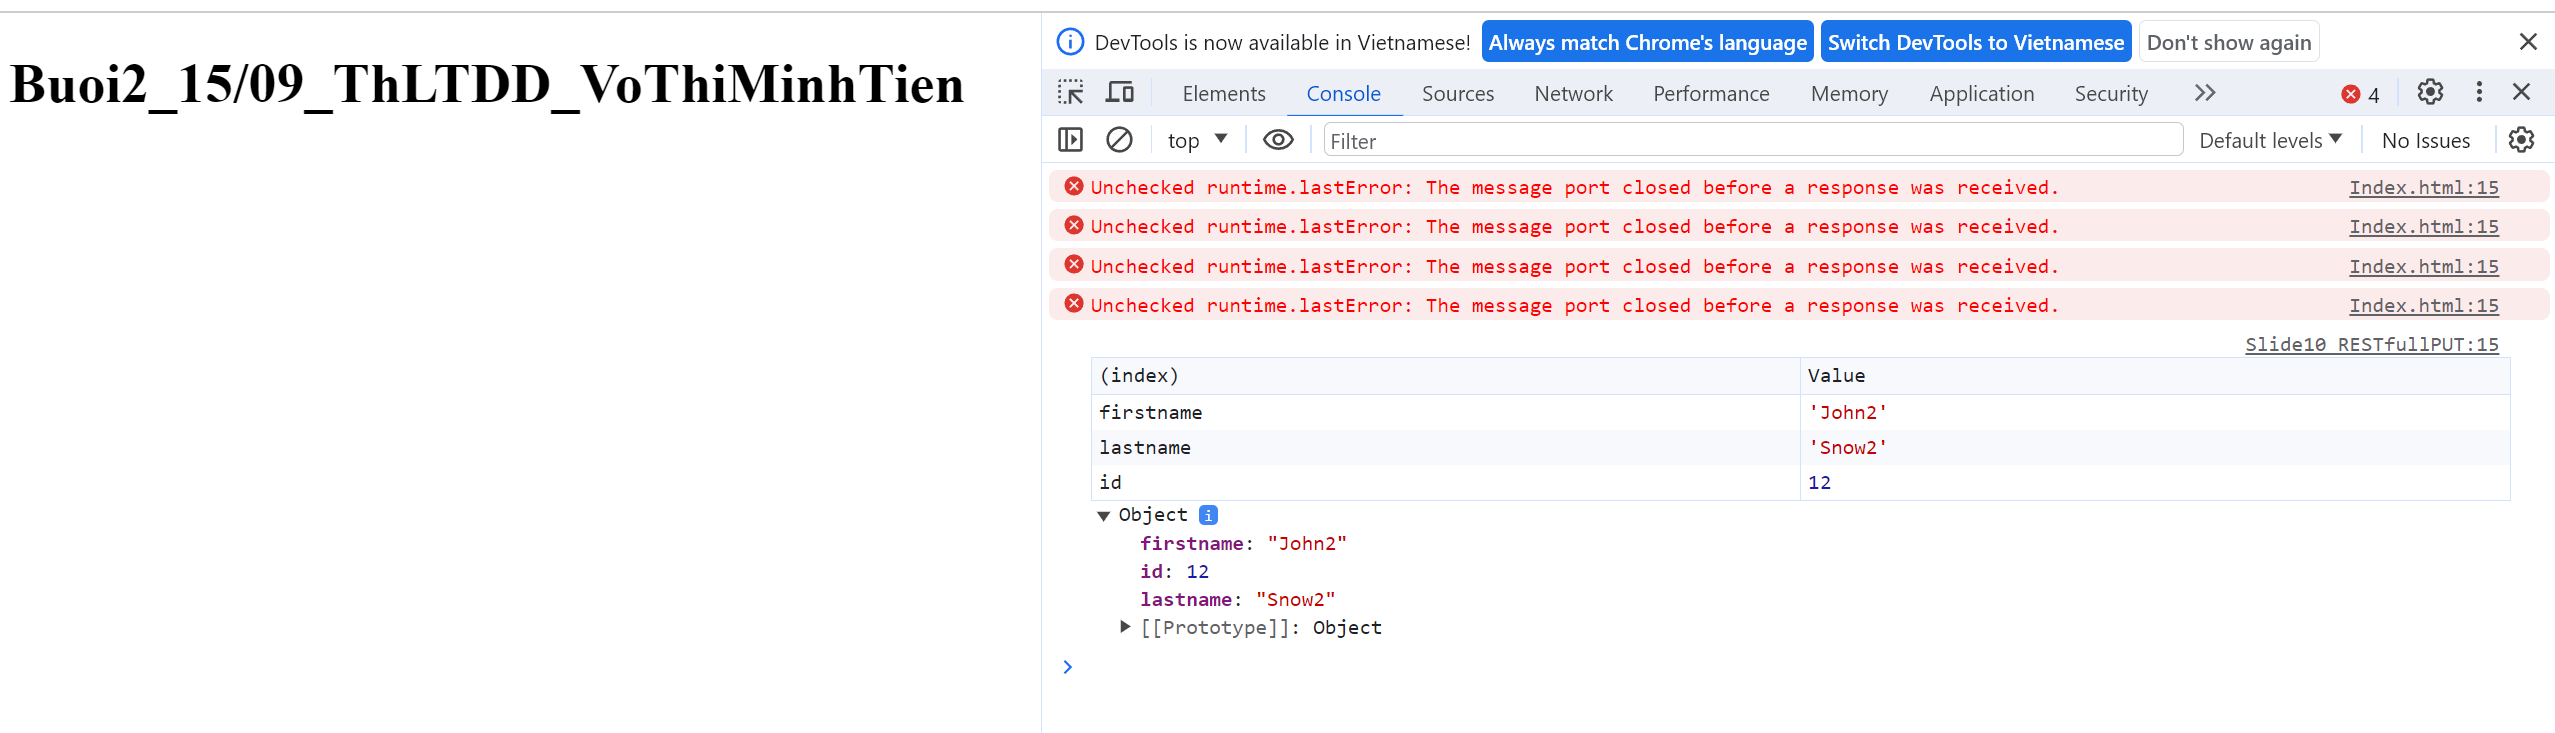 Buoi2_15/09_ThLTDD_VoThiMinhTien
DevTools is now available in Vietnamese! Always match Chrome's language Switch DevTools to Vietnamese Don't show again
Elements Console Sources Network Performance Memory Application Security 4
top Filter Default levels No Issues
Unchecked runtime.lastError: The message port closed before a response was received. Index.html:15
Unchecked runtime.lastError: The message port closed before a response was received. Index.html:15
Unchecked runtime.lastError: The message port closed before a response was received. Index.html:15
Unchecked runtime.lastError: The message port closed before a response was received. Index.html:15
Slide10_RESTfullPUT:15
(index) Value
firstname 'John2'
lastname 'Snow2'
id 12
▼ Object i
firstname: "John2"
id: 12
lastname: "Snow2"
▶ [[Prototype]]: Object